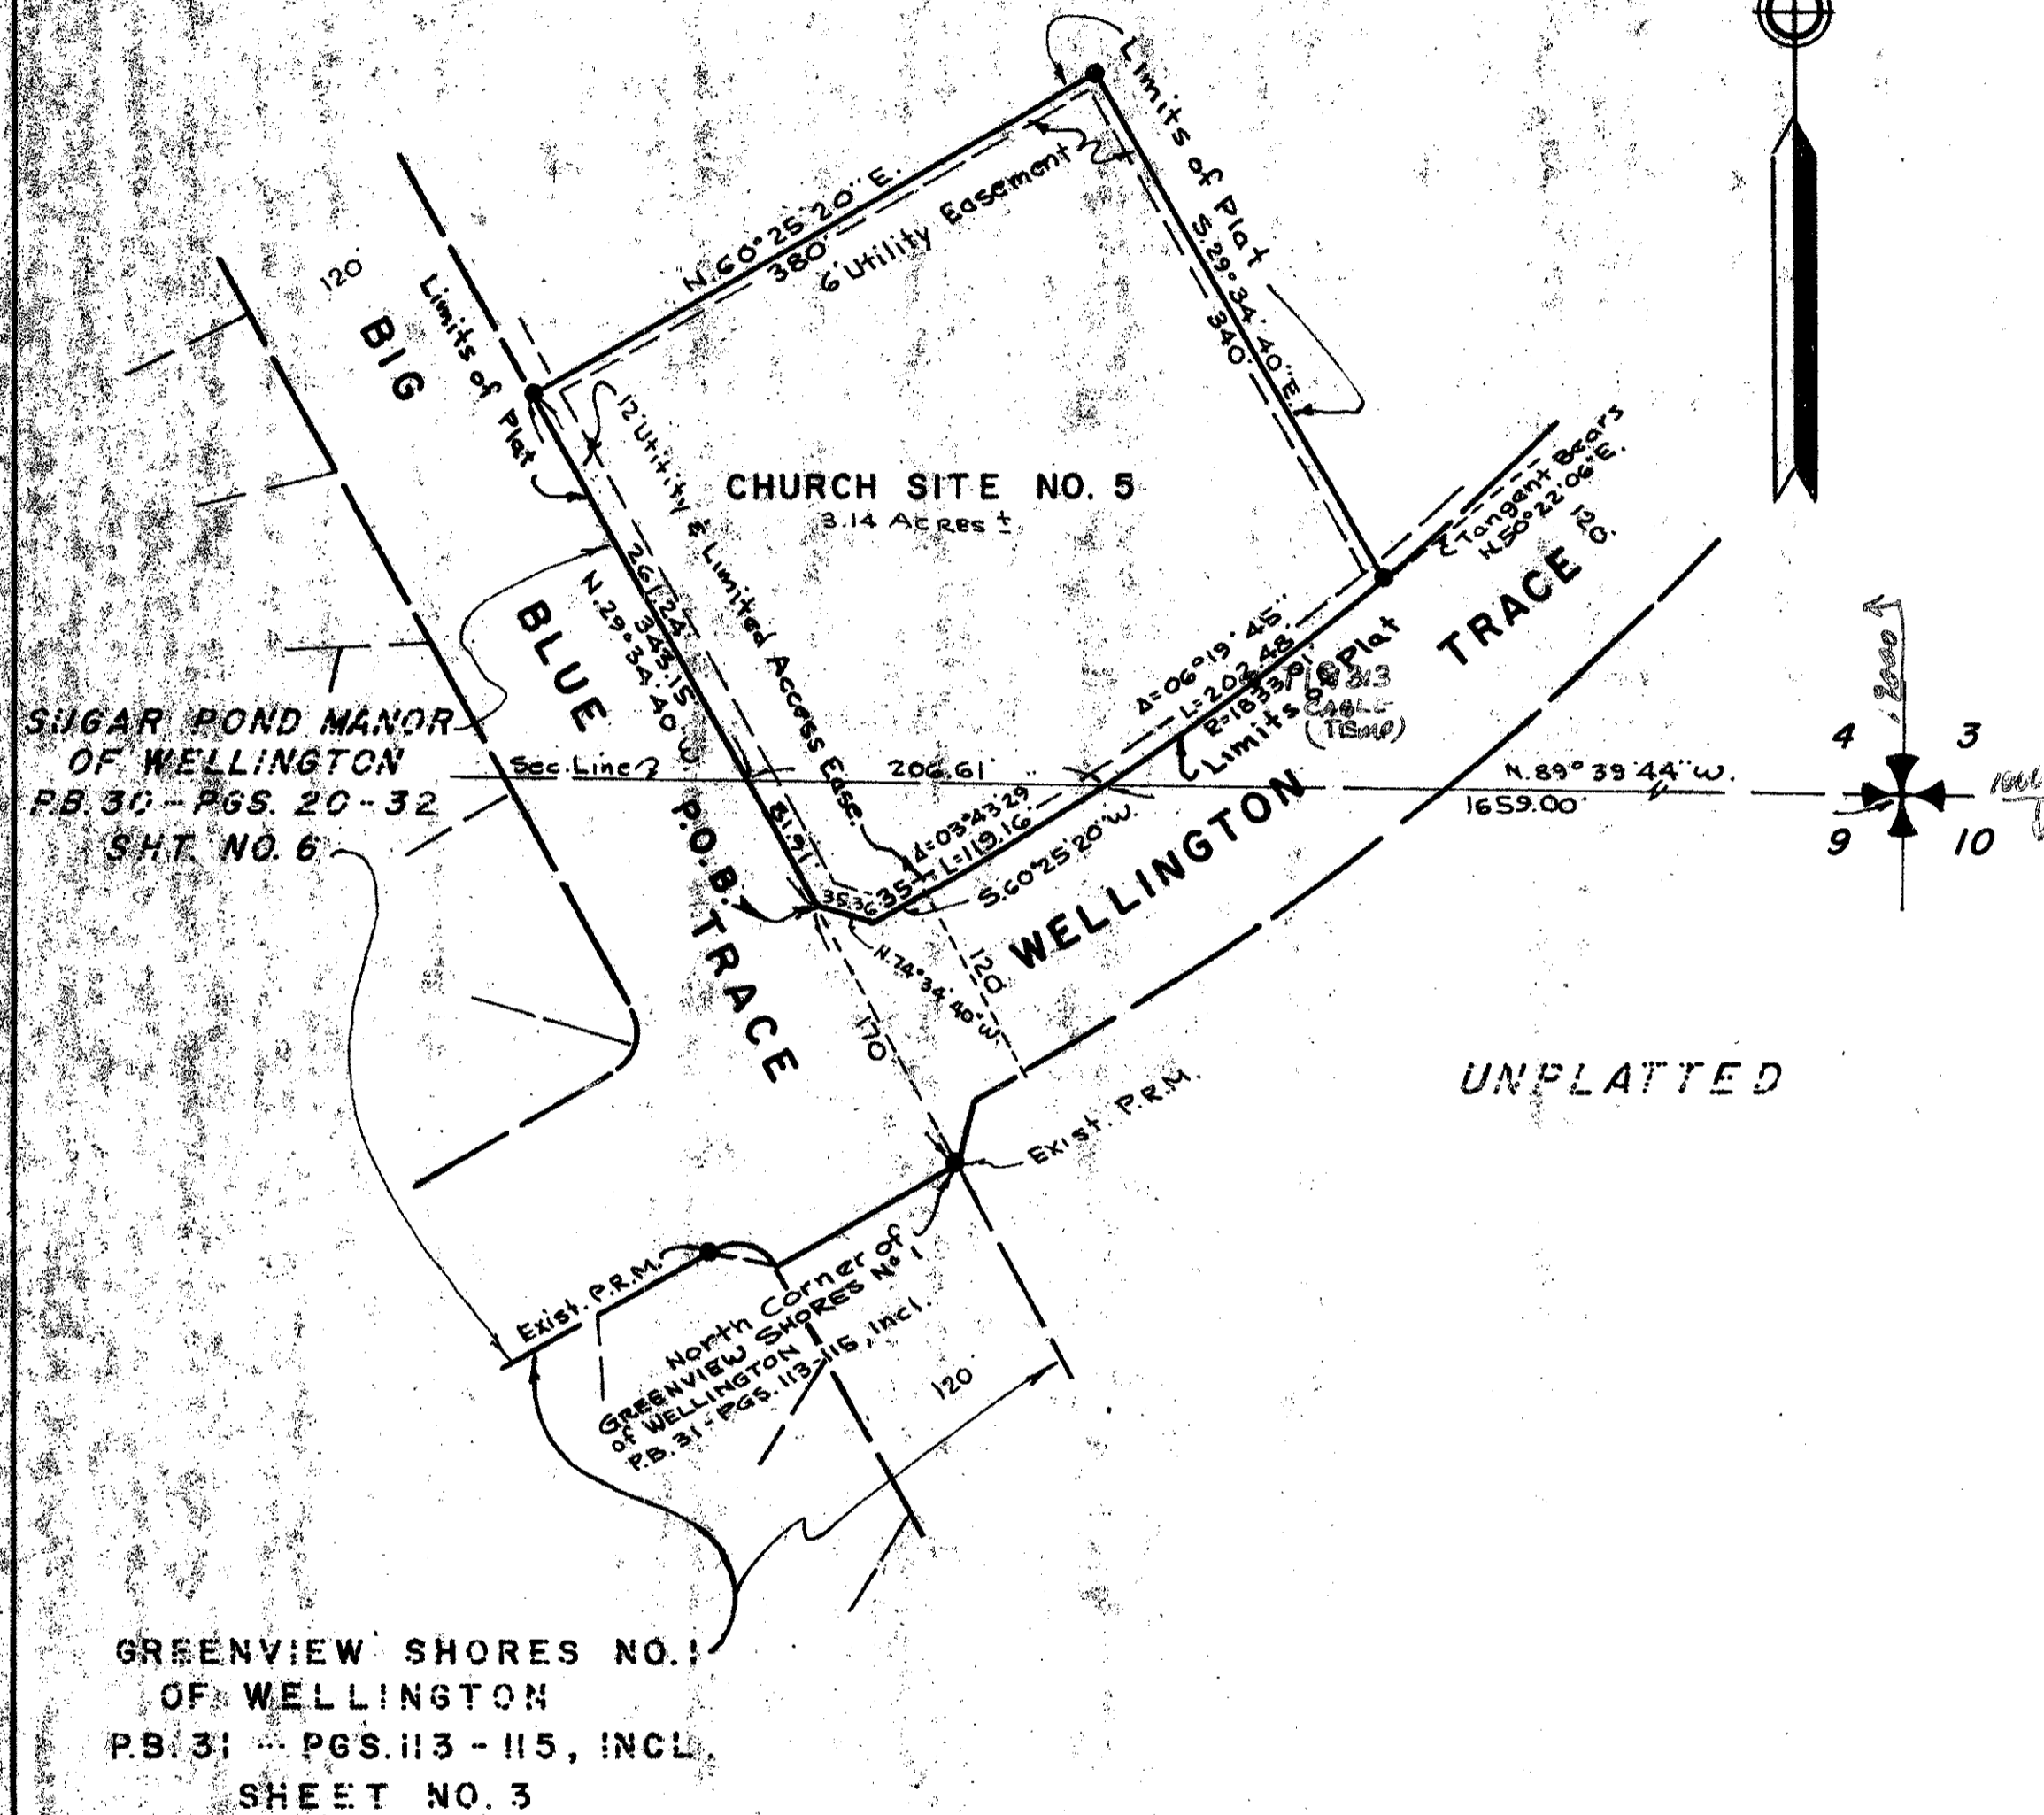 Limits of Plat
N.60°25'20"E.
380'
6' Utility Easement
S.29°34'40"E.
340'
120'
BIG
BLUE
TRACE
Limits of Plat
12' Utitity & Limited Access Ease.
CHURCH SITE NO. 5
3.14 ACRES ±
℄ Tangent Bears
N.50°22'06"E.
120'
261.24'
343.15'
N.29°34'40"W.
81.91'
Δ=06°19'45"
L=202.48'
R=1833.01'
Limits of Plat
CABLE
WELLINGTON
TRACE
SUGAR POND MANOR
OF WELLINGTON
P.B. 30 - PGS. 20 - 32
SHT. NO. 6
Sec. Line
206.61'
N.89°39'44"W.
1659.00'
4 3
9 10
P.O.B.
Δ=03°43'29"
L=119.16'
35.36'
35'
S.60°25'20"W.
N.74°34'40"W.
120'
170'
UNPLATTED
Exist. P.R.M.
Exist. P.R.M.
North Corner of
GREENVIEW SHORES Nº 1
of WELLINGTON
P.B. 31 - PGS. 113-115, Incl.
120'
GREENVIEW SHORES NO. 1
OF WELLINGTON
P.B. 31 - PGS. 113 - 115, INCL.
SHEET NO. 3